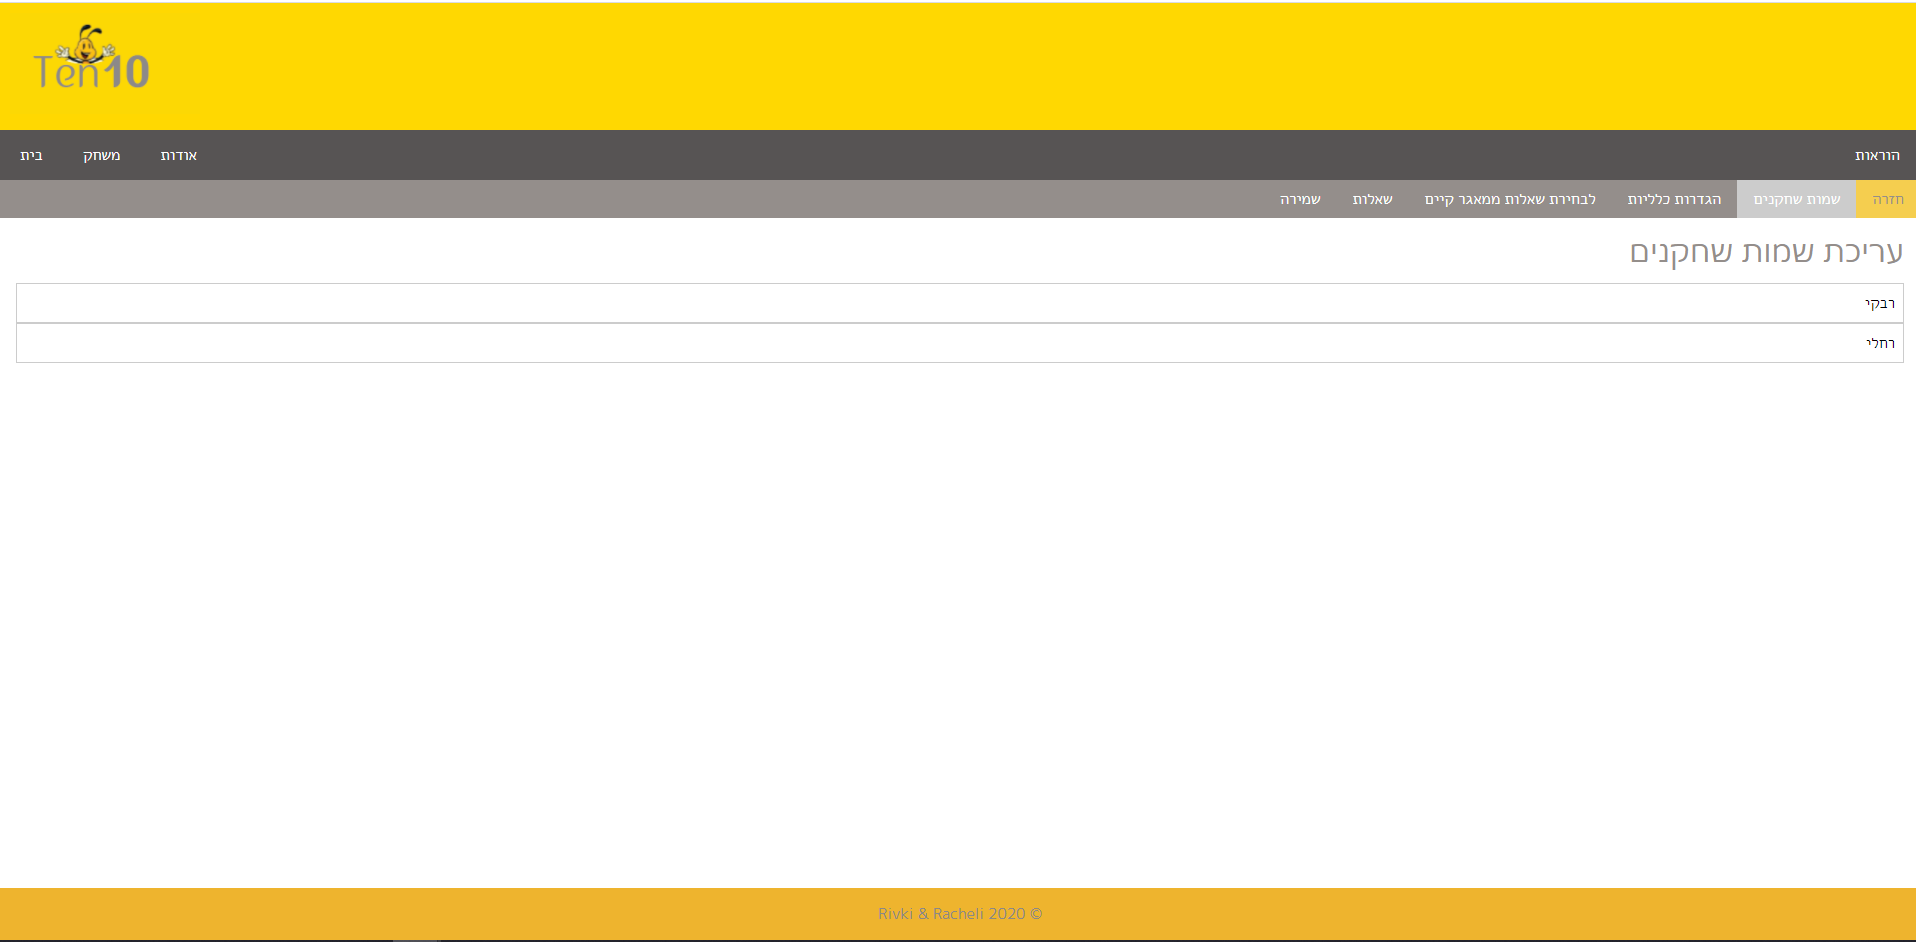 Ten10
הוראות
אודות
משחק
בית
חזרה
שמות שחקנים
הגדרות כלליות
לבחירת שאלות ממאגר קיים
שאלות
שמירה
עריכת שמות שחקנים
רבקי
רחלי
© Rivki & Racheli 2020